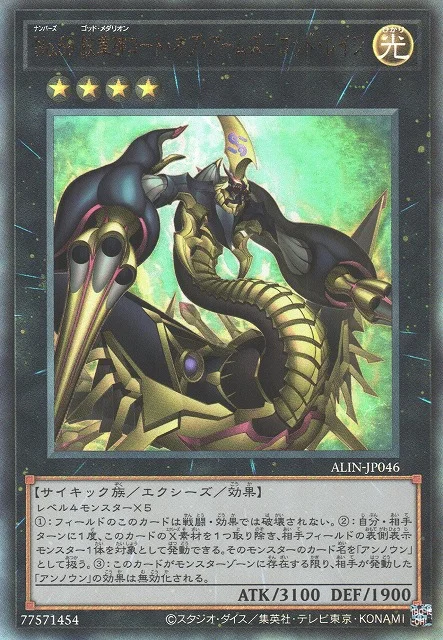 ナンバーズ ゴッド・メダリオン
光
ALIN-JP046
【サイキック族／エクシーズ／効果】
レベル４モンスター×５
①：フィールドのこのカードは戦闘・効果では破壊されない。②：自分・相手
ターンに１度、このカードのX素材を１つ取り除き、相手フィールドの表側表示
モンスター１体を対象として発動できる。そのモンスターのカード名を「アンノウン」
として扱う。③：このカードがモンスターゾーンに存在する限り、相手が発動した
「アンノウン」の効果は無効化される。
ATK/3100 DEF/1900
77571454 ©スタジオ・ダイス／集英社・テレビ東京・KONAMI